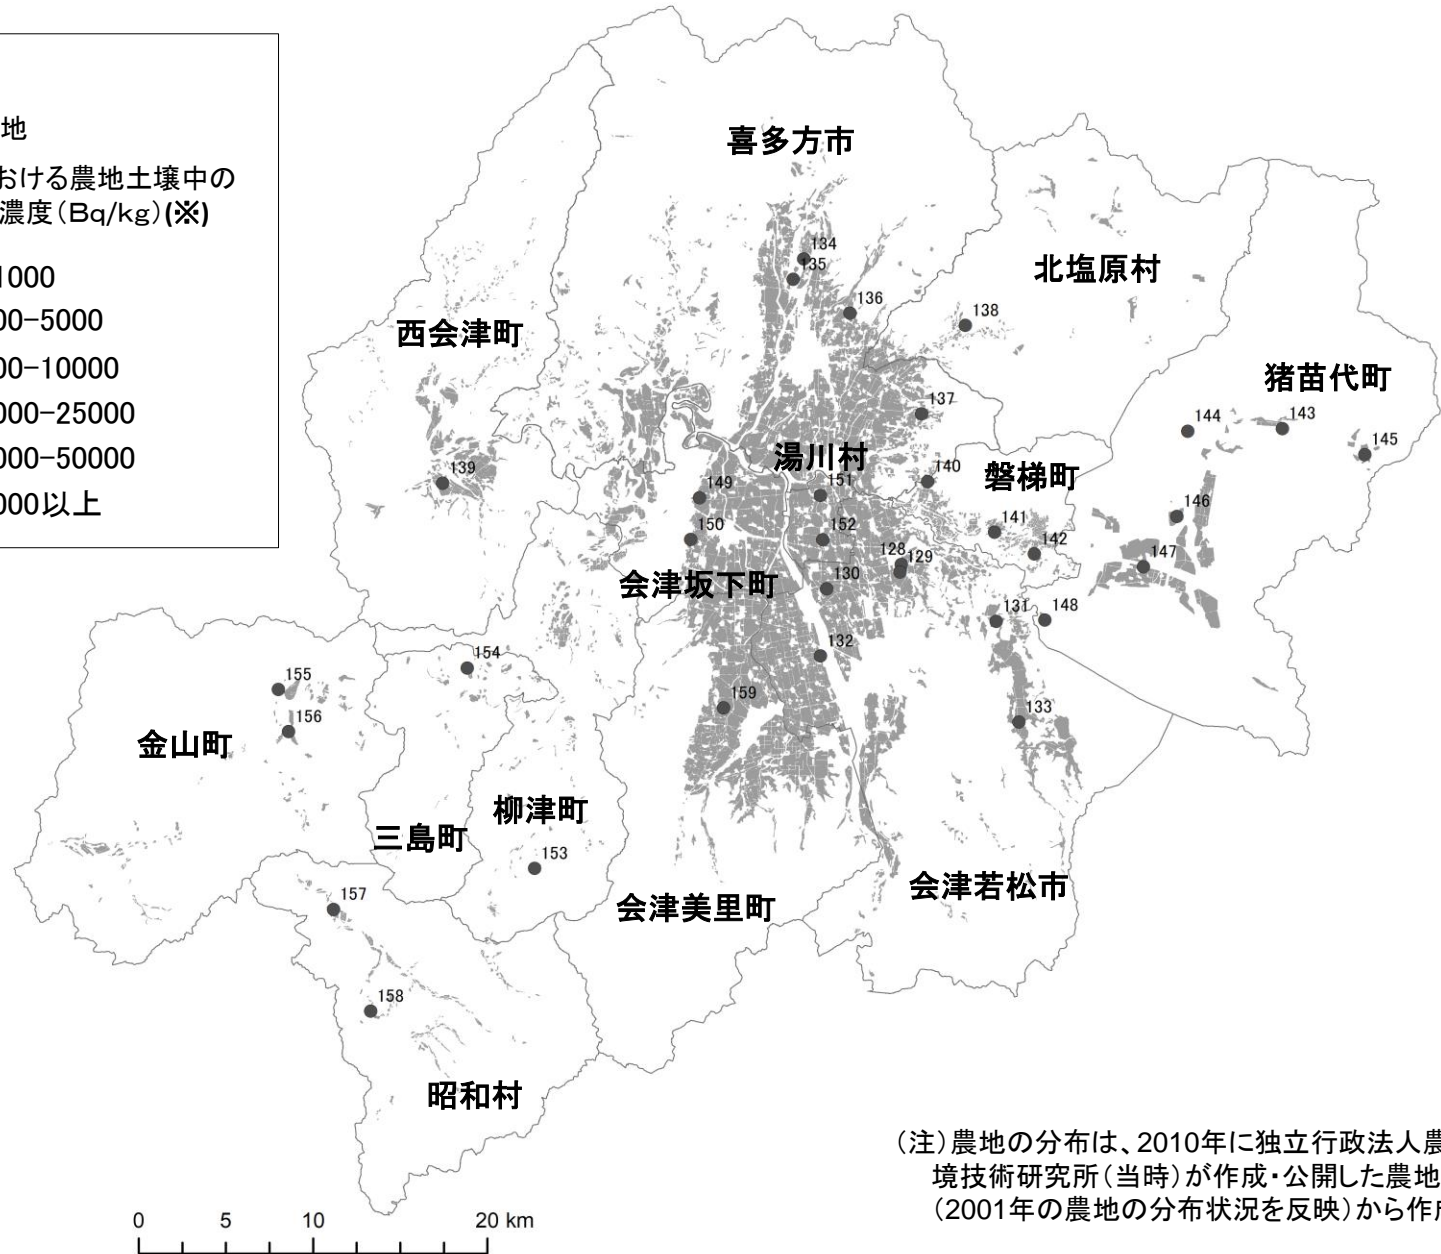 地
おける農地土壌中の
濃度(Bq/kg)(※)
1000
00-5000
00-10000
000-25000
000-50000
000以上
喜多方市
134
135
北塩原村
136
138
西会津町
猪苗代町
137
144
143
145
湯川村
磐梯町
139
140
149
151
146
141
150
152
142
128
129
147
会津坂下町
130
131
148
132
154
155
159
156
133
金山町
柳津町
三島町
153
会津若松市
157
会津美里町
158
昭和村
(注)農地の分布は、2010年に独立行政法人農
境技術研究所(当時)が作成・公開した農地
(2001年の農地の分布状況を反映)から作成
0 5 10 20 km